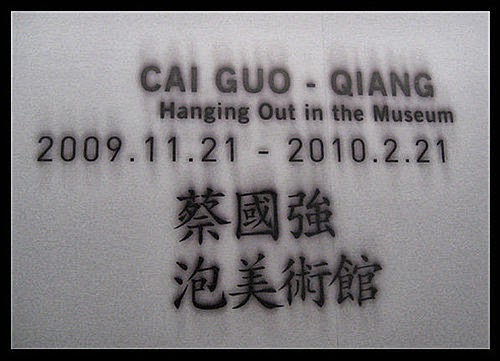 CAI GUO - QIANG
Hanging Out in the Museum
2009.11.21 - 2010.2.21
蔡國強
泡美術館